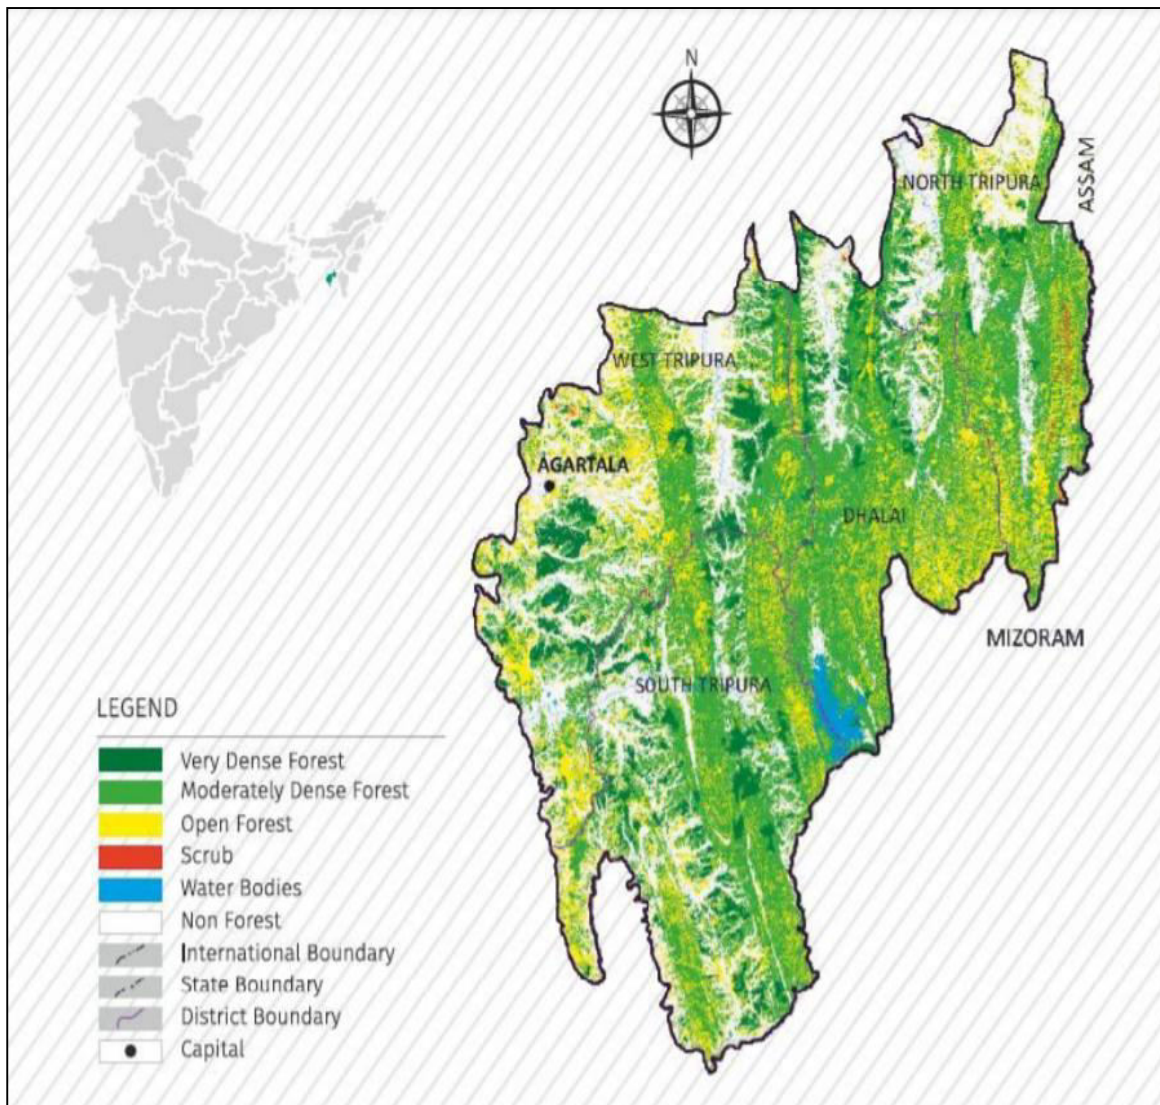 N
NORTH TRIPURA
ASSAM
WEST TRIPURA
AGARTALA
DHALAI
MIZORAM
SOUTH TRIPURA
LEGEND
Very Dense Forest
Moderately Dense Forest
Open Forest
Scrub
Water Bodies
Non Forest
International Boundary
State Boundary
District Boundary
Capital